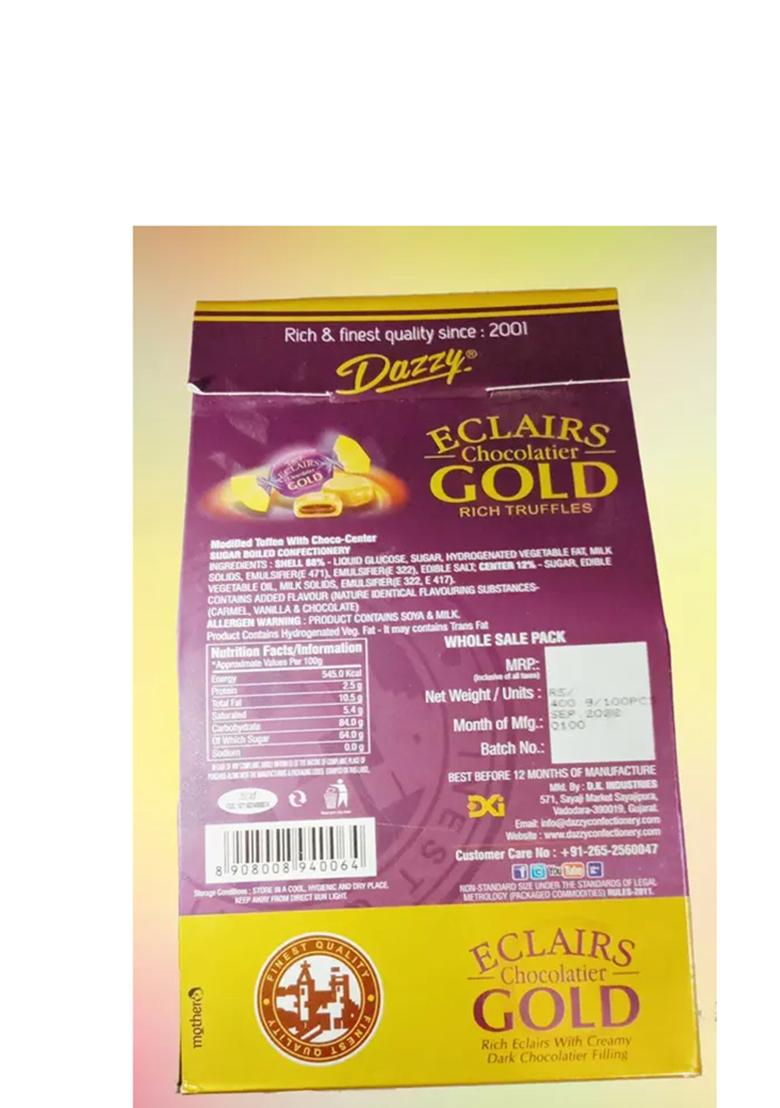 Rich & finest quality since : 2001
Dazzy®
ECLAIRS
Chocolatier
GOLD
RICH TRUFFLES
ECLAIRS
GOLD
Modified Toffee With Choco-Center
SUGAR BOILED CONFECTIONERY
INGREDIENTS : SHELL 88% - LIQUID GLUCOSE, SUGAR, HYDROGENATED VEGETABLE FAT, MILK
SOLIDS, EMULSIFIER(E 471), EMULSIFIER(E 322), EDIBLE SALT; CENTER 12% - SUGAR, EDIBLE
VEGETABLE OIL, MILK SOLIDS, EMULSIFIER(E 322, E 417).
CONTAINS ADDED FLAVOUR (NATURE IDENTICAL FLAVOURING SUBSTANCES-
(CARMEL, VANILLA & CHOCOLATE)
ALLERGEN WARNING : PRODUCT CONTAINS SOYA & MILK.
Product Contains Hydrogenated Veg. Fat - It may contains Trans Fat
Nutrition Facts/Information
*Approximate Values Per 100g
Energy 545.0 Kcal
Protein 2.5 g
Total Fat 10.5 g
Saturated 5.4 g
Carbohydrate 84.0 g
Of Which Sugar 64.0 g
Sodium 0.0 g
WHOLE SALE PACK
MRP:
(Inclusive of all taxes)
Net Weight / Units :
Month of Mfg.:
Batch No.:
RS/
400 g/100PCS
SEP 2022
0100
BEST BEFORE 12 MONTHS OF MANUFACTURE
DXi
Mfd. By : D.K. INDUSTRIES
571, Sayaji Market Sayajipura,
Vadodara-390019, Gujarat.
Email: info@dazzyconfectionery.com
Website : www.dazzyconfectionery.com
Customer Care No : +91-265-2560047
You Tube
NON-STANDARD SIZE UNDER THE STANDARDS OF LEGAL
METROLOGY (PACKAGED COMMODITIES) RULES-2011.
8 908008 940064
Storage Conditions : STORE IN A COOL, HYGIENIC AND DRY PLACE.
KEEP AWAY FROM DIRECT SUN LIGHT.
FINEST QUALITY
FINEST QUALITY
mother
ECLAIRS
Chocolatier
GOLD
Rich Eclairs With Creamy
Dark Chocolatier Filling